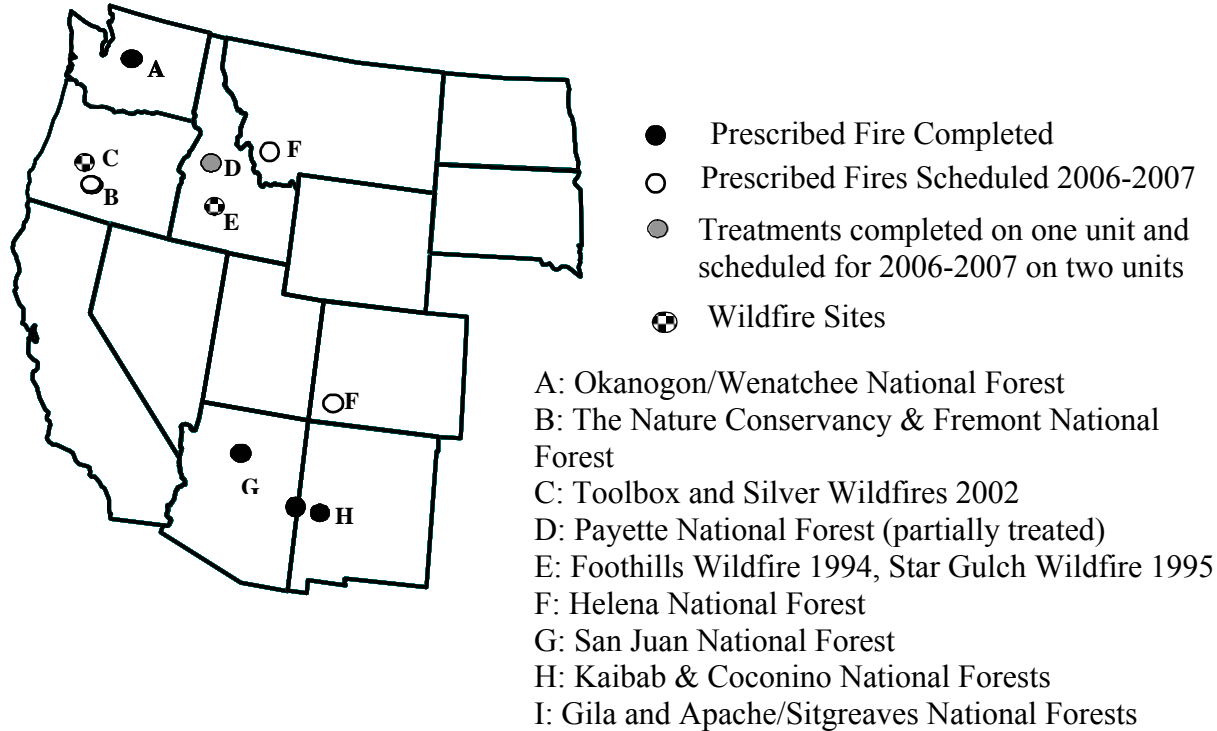 A
C
B
D
E
F
F
G
H
Prescribed Fire Completed
Prescribed Fires Scheduled 2006-2007
Treatments completed on one unit and
scheduled for 2006-2007 on two units
Wildfire Sites
A: Okanogon/Wenatchee National Forest
B: The Nature Conservancy & Fremont National
Forest
C: Toolbox and Silver Wildfires 2002
D: Payette National Forest (partially treated)
E: Foothills Wildfire 1994, Star Gulch Wildfire 1995
F: Helena National Forest
G: San Juan National Forest
H: Kaibab & Coconino National Forests
I: Gila and Apache/Sitgreaves National Forests